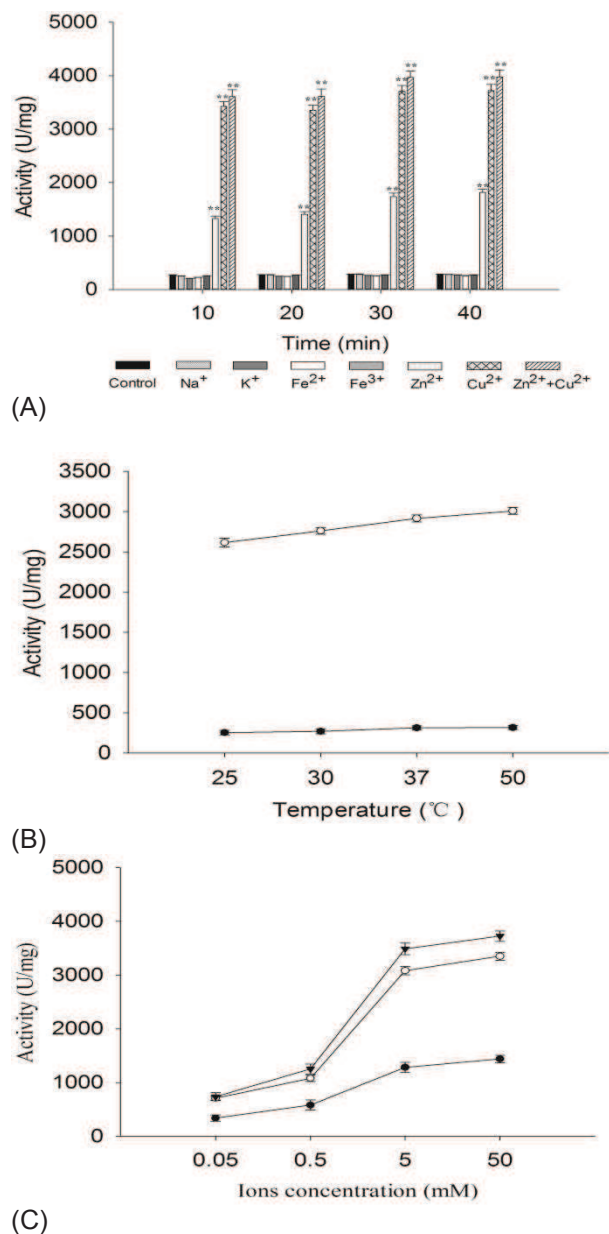 5000
4000
3000
2000
1000
0
Activity (U/mg)
** ** ** ** ** ** ** ** ** ** ** **
10 20 30 40
Time (min)
Control Na+ K+ Fe2+ Fe3+ Zn2+ Cu2+ Zn2++Cu2+
(A)
3500
3000
2500
2000
1500
1000
500
0
Activity (U/mg)
25 30 37 50
Temperature (℃)
(B)
5000
4000
3000
2000
1000
0
Activity (U/mg)
0.05 0.5 5 50
Ions concentration (mM)
(C)